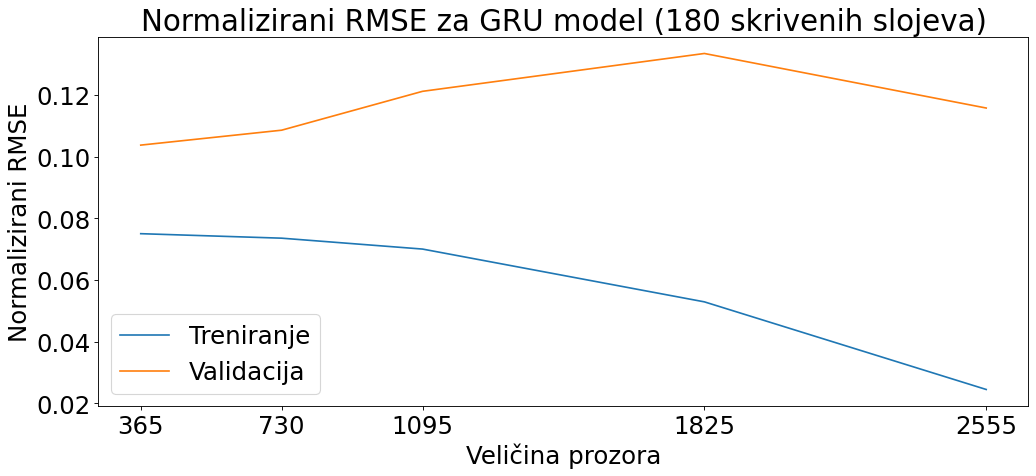 Normalizirani RMSE za GRU model (180 skrivenih slojeva)
Normalizirani RMSE
0.12
0.10
0.08
0.06
0.04
0.02
Treniranje
Validacija
365 730 1095 1825 2555
Veličina prozora